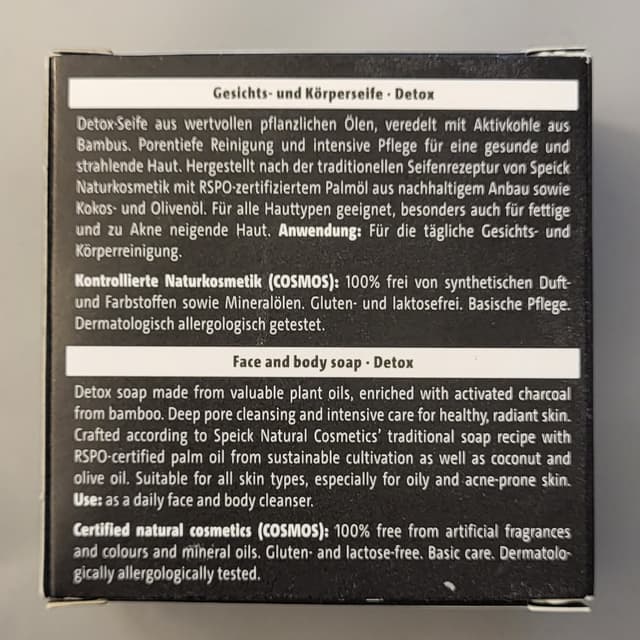 Gesichts- und Körperseife · Detox
Detox-Seife aus wertvollen pflanzlichen Ölen, veredelt mit Aktivkohle aus
Bambus. Porentiefe Reinigung und intensive Pflege für eine gesunde und
strahlende Haut. Hergestellt nach der traditionellen Seifenrezeptur von Speick
Naturkosmetik mit RSPO-zertifiziertem Palmöl aus nachhaltigem Anbau sowie
Kokos- und Olivenöl. Für alle Hauttypen geeignet, besonders auch für fettige
und zu Akne neigende Haut. Anwendung: Für die tägliche Gesichts- und
Körperreinigung.
Kontrollierte Naturkosmetik (COSMOS): 100% frei von synthetischen Duft-
und Farbstoffen sowie Mineralölen. Gluten- und laktosefrei. Basische Pflege.
Dermatologisch allergologisch getestet.
Face and body soap · Detox
Detox soap made from valuable plant oils, enriched with activated charcoal
from bamboo. Deep pore cleansing and intensive care for healthy, radiant skin.
Crafted according to Speick Natural Cosmetics' traditional soap recipe with
RSPO-certified palm oil from sustainable cultivation as well as coconut and
olive oil. Suitable for all skin types, especially for oily and acne-prone skin.
Use: as a daily face and body cleanser.
Certified natural cosmetics (COSMOS): 100% free from artificial fragrances
and colours and mineral oils. Gluten- and lactose-free. Basic care. Dermatolo-
gically allergologically tested.